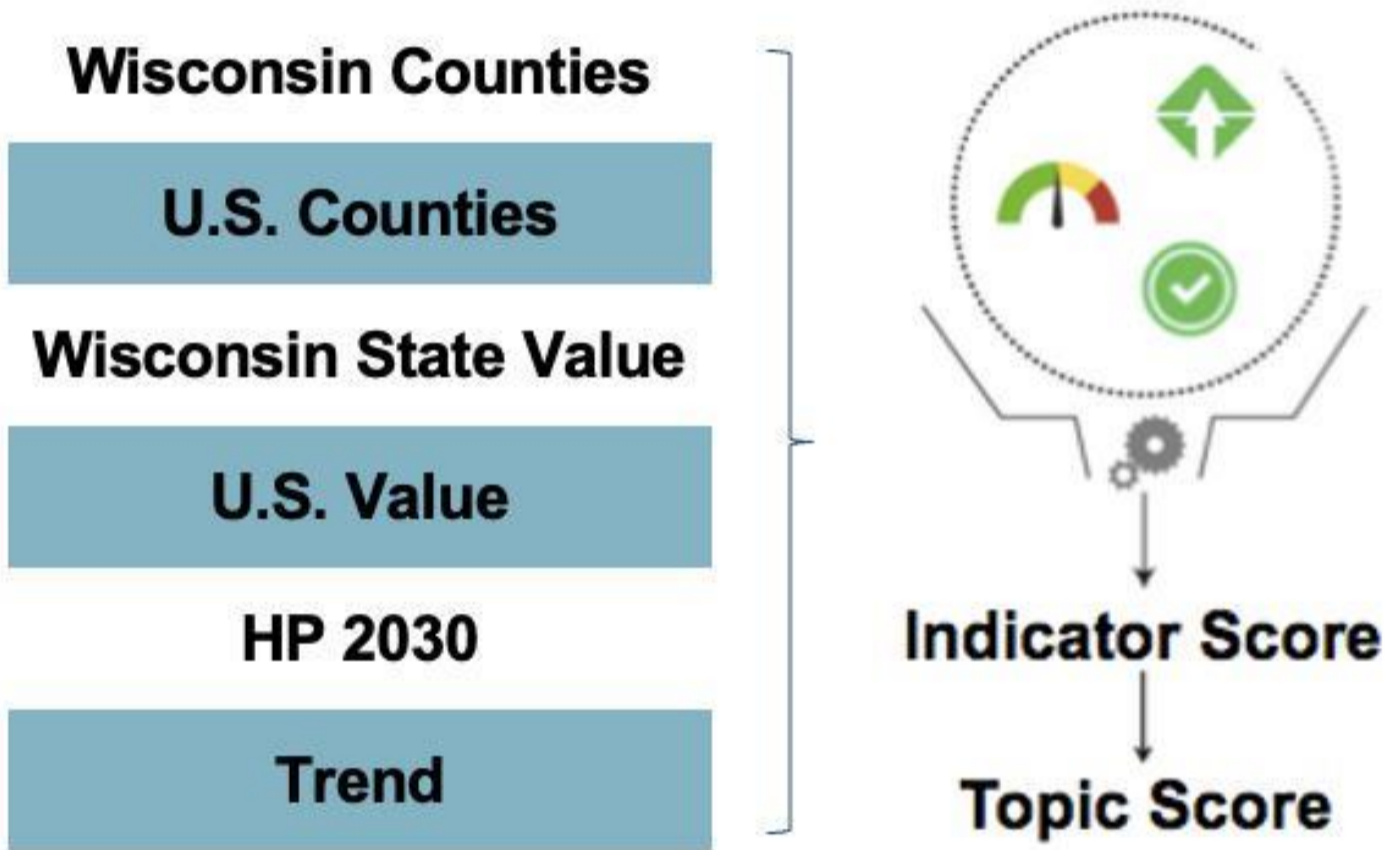 Wisconsin Counties
U.S. Counties
Wisconsin State Value
U.S. Value
HP 2030
Trend
Indicator Score
Topic Score